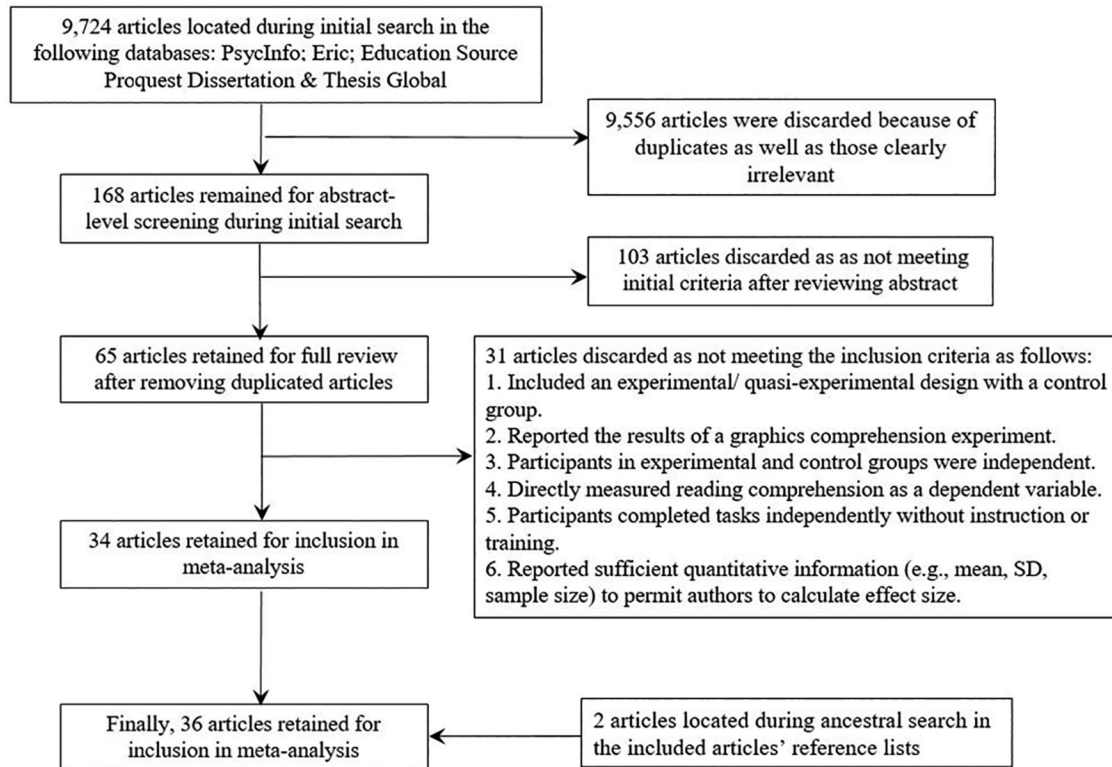 9,724 articles located during initial search in
the following databases: PsycInfo; Eric; Education Source
Proquest Dissertation & Thesis Global
9,556 articles were discarded because of
duplicates as well as those clearly
irrelevant
168 articles remained for abstract-
level screening during initial search
103 articles discarded as as not meeting
initial criteria after reviewing abstract
65 articles retained for full review
after removing duplicated articles
31 articles discarded as not meeting the inclusion criteria as follows:
1. Included an experimental/ quasi-experimental design with a control
group.
2. Reported the results of a graphics comprehension experiment.
3. Participants in experimental and control groups were independent.
4. Directly measured reading comprehension as a dependent variable.
5. Participants completed tasks independently without instruction or
training.
6. Reported sufficient quantitative information (e.g., mean, SD,
sample size) to permit authors to calculate effect size.
34 articles retained for inclusion in
meta-analysis
Finally, 36 articles retained for
inclusion in meta-analysis
2 articles located during ancestral search in
the included articles’ reference lists